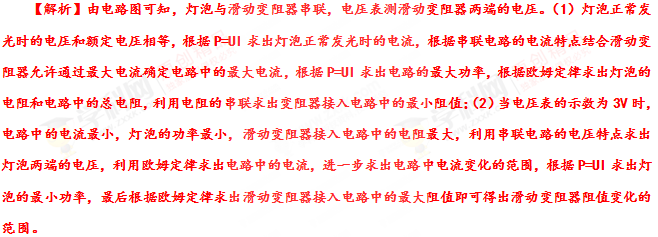 【解析】由电路图可知，灯泡与滑动变阻器串联，电压表测滑动变阻器两端的电压。（1）灯泡正常发
光时的电压和额定电压相等，根据P=UI 求出灯泡正常发光时的电流，根据串联电路的电流特点结合滑动变
阻器允许通过最大电流确定电路中的最大电流，根据P=UI 求出电路的最大功率，根据欧姆定律求出灯泡的
电阻和电路中的总电阻，利用电阻的串联求出变阻器接入电路中的最小阻值；（2）当电压表的示数为 3V 时，
电路中的电流最小，灯泡的功率最小，滑动变阻器接入电路中的电阻最大，利用串联电路的电压特点求出
灯泡两端的电压，利用欧姆定律求出电路中的电流，进一步求出电路中电流变化的范围，根据 P=UI 求出灯
泡的最小功率，最后根据欧姆定律求出滑动变阻器接入电路中的最大阻值即可得出滑动变阻器阻值变化的
范围。